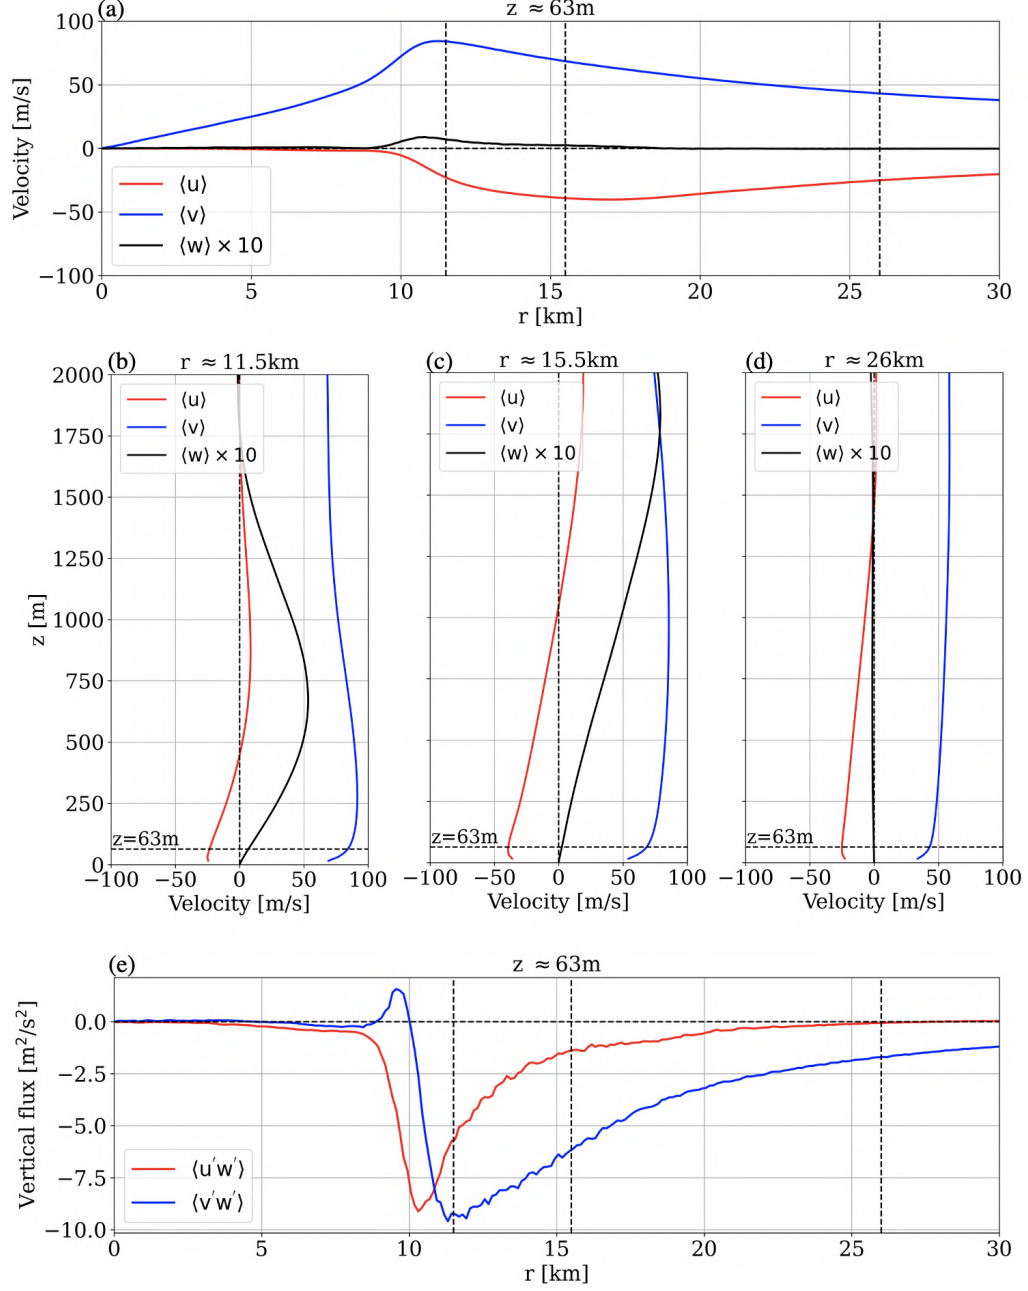 (a) z ≈ 63m
Velocity [m/s]
100
50
0
−50
−100
⟨u⟩
⟨v⟩
⟨w⟩ × 10
0 5 10 15 20 25 30
r [km]
(b) r ≈ 11.5km
z [m]
2000
1750
1500
1250
1000
750
500
250
0
⟨u⟩
⟨v⟩
⟨w⟩ × 10
z=63m
−100 −50 0 50 100
Velocity [m/s]
(c) r ≈ 15.5km
⟨u⟩
⟨v⟩
⟨w⟩ × 10
z=63m
−100 −50 0 50 100
Velocity [m/s]
(d) r ≈ 26km
⟨u⟩
⟨v⟩
⟨w⟩ × 10
z=63m
−100 −50 0 50 100
Velocity [m/s]
(e) z ≈ 63m
Vertical flux [m²/s²]
0.0
−2.5
−5.0
−7.5
−10.0
⟨u′w′⟩
⟨v′w′⟩
0 5 10 15 20 25 30
r [km]